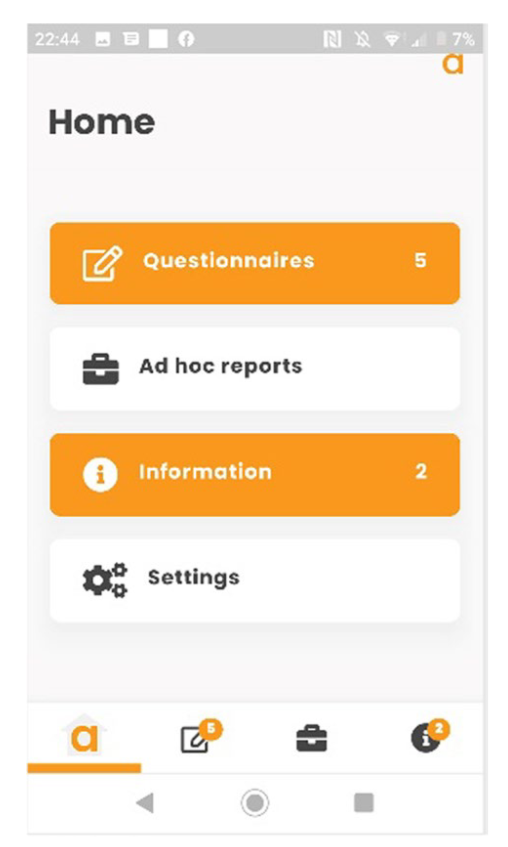 22:44 7%
a
Home
Questionnaires 5
Ad hoc reports
Information 2
Settings
a 5 2